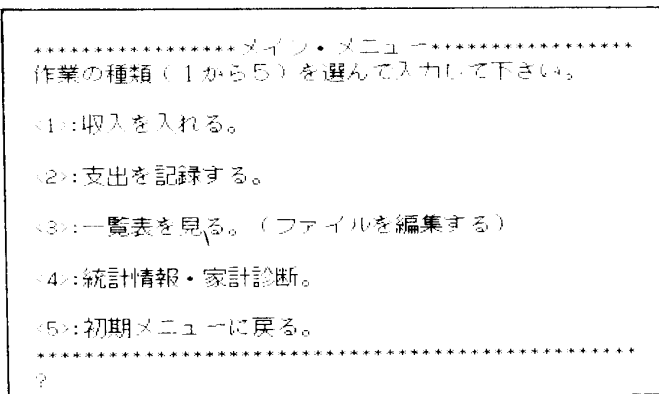 *****************メイン・メニュー*****************
作業の種類（１から５）を選んで入力して下さい。
<1>:収入を入れる。
<2>:支出を記録する。
<3>:一覧表を見る。（ファイルを編集する）
<4>:統計情報・家計診断。
<5>:初期メニューに戻る。
**************************************************
?